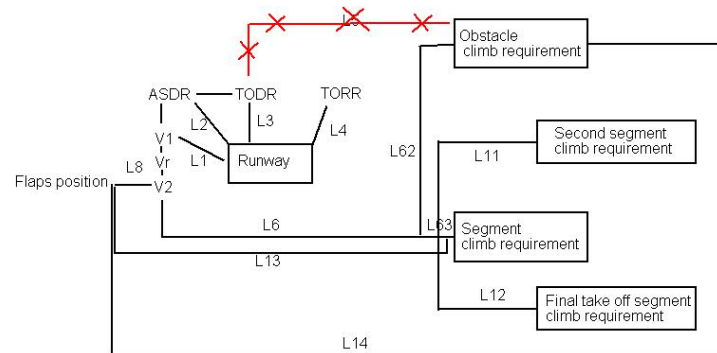 Obstacle
climb requirement
ASDR
TODR
TORR
L2
L3
L4
V1
L1
Runway
Vr
L62
L11
Second segment
climb requirement
Flaps position
L8
V2
L6
L63
Segment
climb requirement
L13
L12
Final take off segment
climb requirement
L14